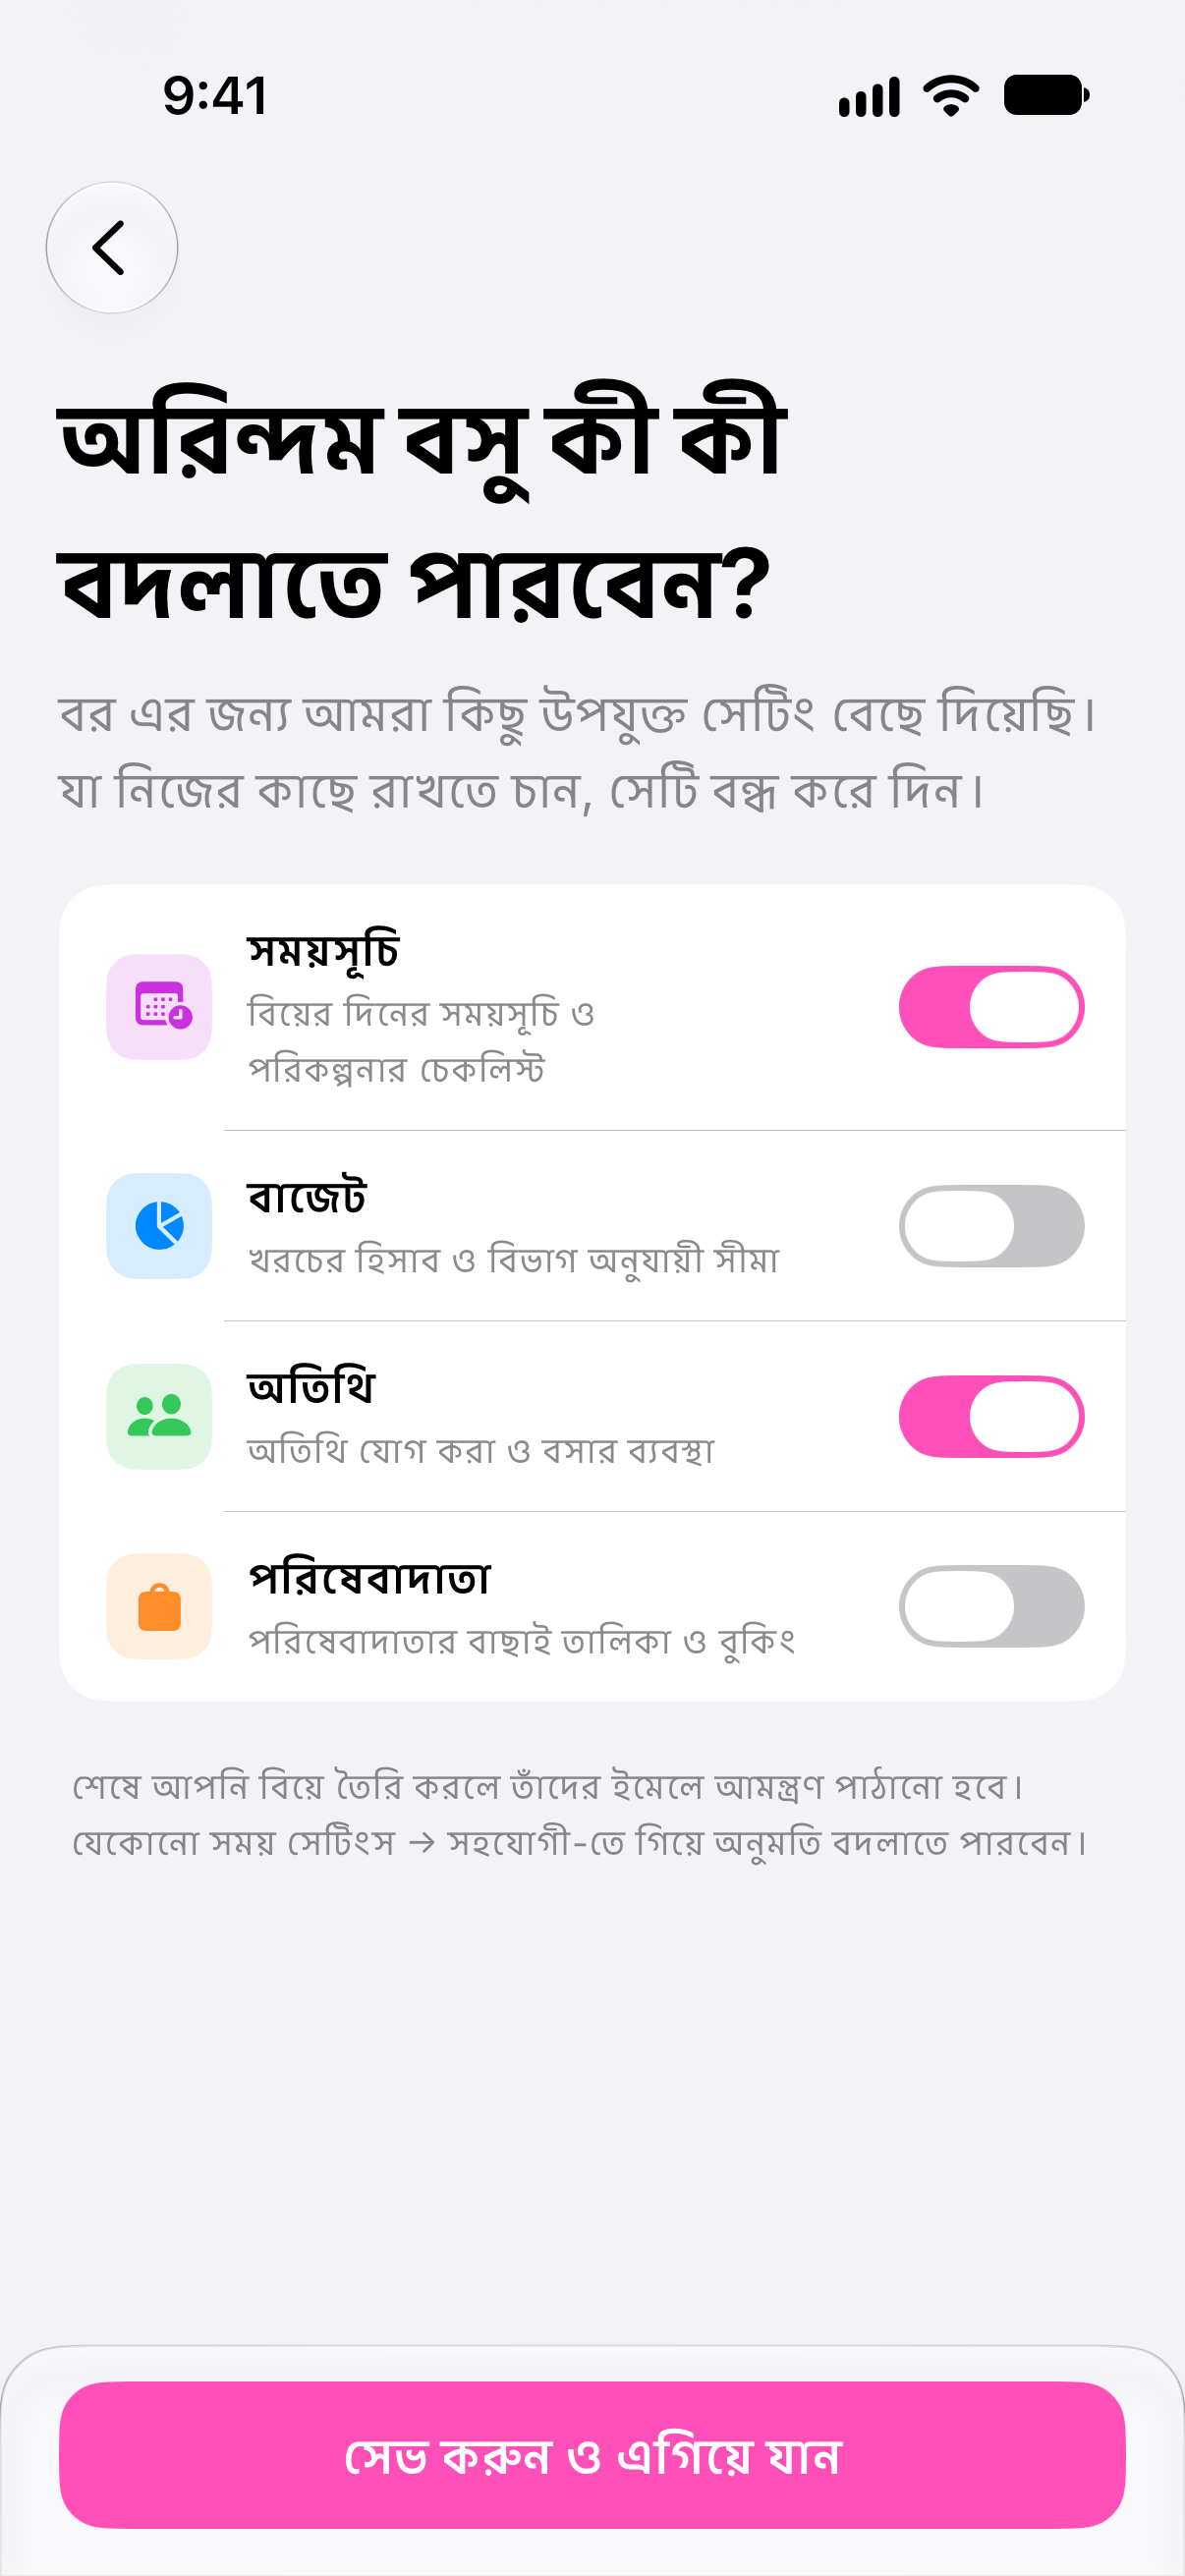 9:41
অরিন্দম বসু কী কী
বদলাতে পারবেন?
বর এর জন্য আমরা কিছু উপযুক্ত সেটিং বেছে দিয়েছি।
যা নিজের কাছে রাখতে চান, সেটি বন্ধ করে দিন।
সময়সূচি
বিয়ের দিনের সময়সূচি ও
পরিকল্পনার চেকলিস্ট
বাজেট
খরচের হিসাব ও বিভাগ অনুযায়ী সীমা
অতিথি
অতিথি যোগ করা ও বসার ব্যবস্থা
পরিষেবাদাতা
পরিষেবাদাতার বাছাই তালিকা ও বুকিং
শেষে আপনি বিয়ে তৈরি করলে তাঁদের ইমেলে আমন্ত্রণ পাঠানো হবে।
যেকোনো সময় সেটিংস → সহযোগী-তে গিয়ে অনুমতি বদলাতে পারবেন।
সেভ করুন ও এগিয়ে যান